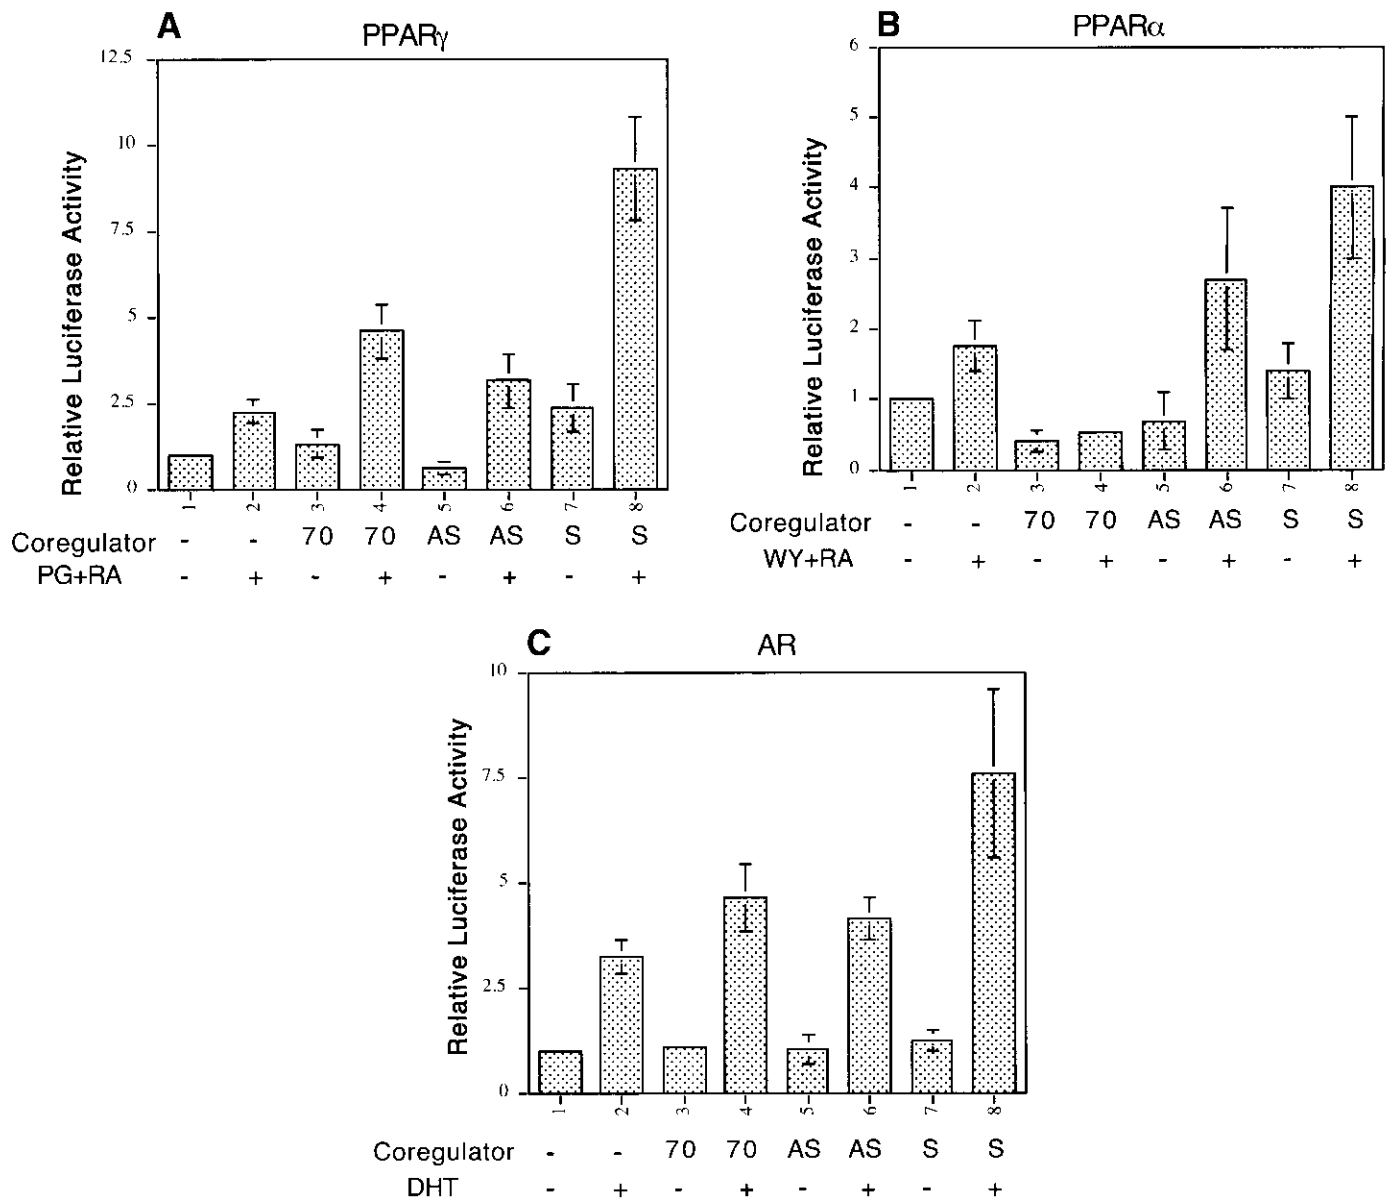 A
PPARγ
Relative Luciferase Activity
12.5
10
7.5
5
2.5
0
1 2 3 4 5 6 7 8
Coregulator - - 70 70 AS AS S S
PG+RA - + - + - + - +
B
PPARα
Relative Luciferase Activity
6
5
4
3
2
1
0
1 2 3 4 5 6 7 8
Coregulator - - 70 70 AS AS S S
WY+RA - + - + - + - +
C
AR
Relative Luciferase Activity
10
7.5
5
2.5
0
1 2 3 4 5 6 7 8
Coregulator - - 70 70 AS AS S S
DHT - + - + - + - +